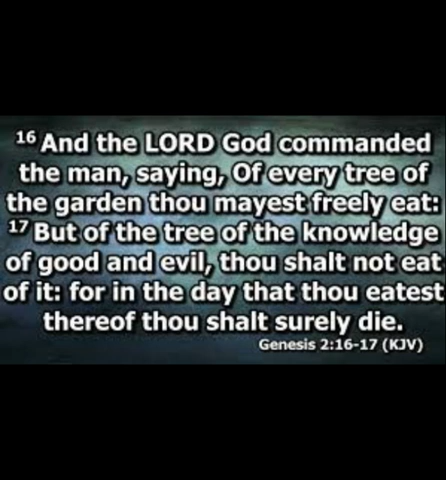 16 And the LORD God commanded
the man, saying, Of every tree of
the garden thou mayest freely eat:
17 But of the tree of the knowledge
of good and evil, thou shalt not eat
of it: for in the day that thou eatest
thereof thou shalt surely die.
Genesis 2:16-17 (KJV)